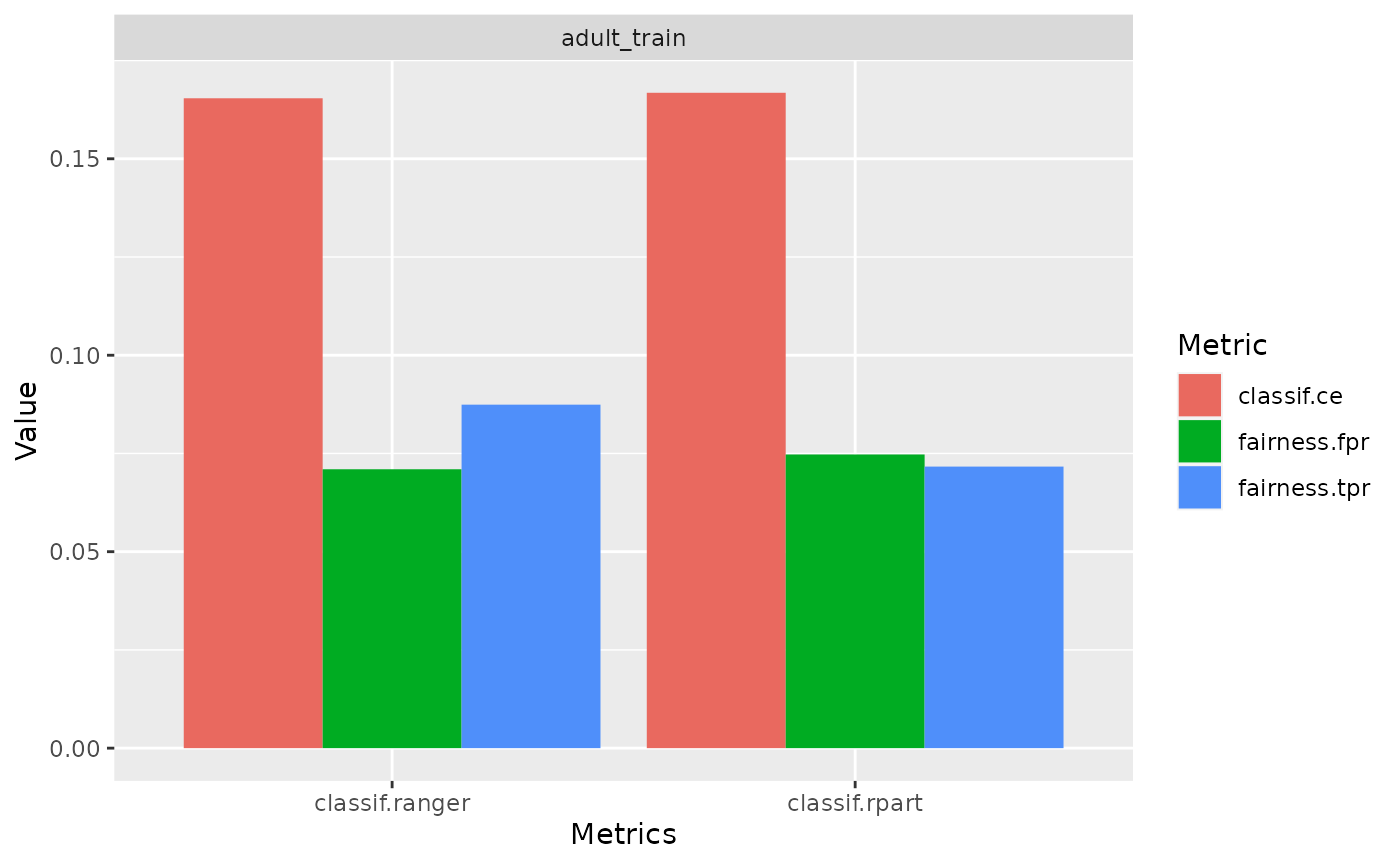 adult_train
Value
0.15
0.10
0.05
0.00
classif.ranger
classif.rpart
Metrics
Metric
classif.ce
fairness.fpr
fairness.tpr